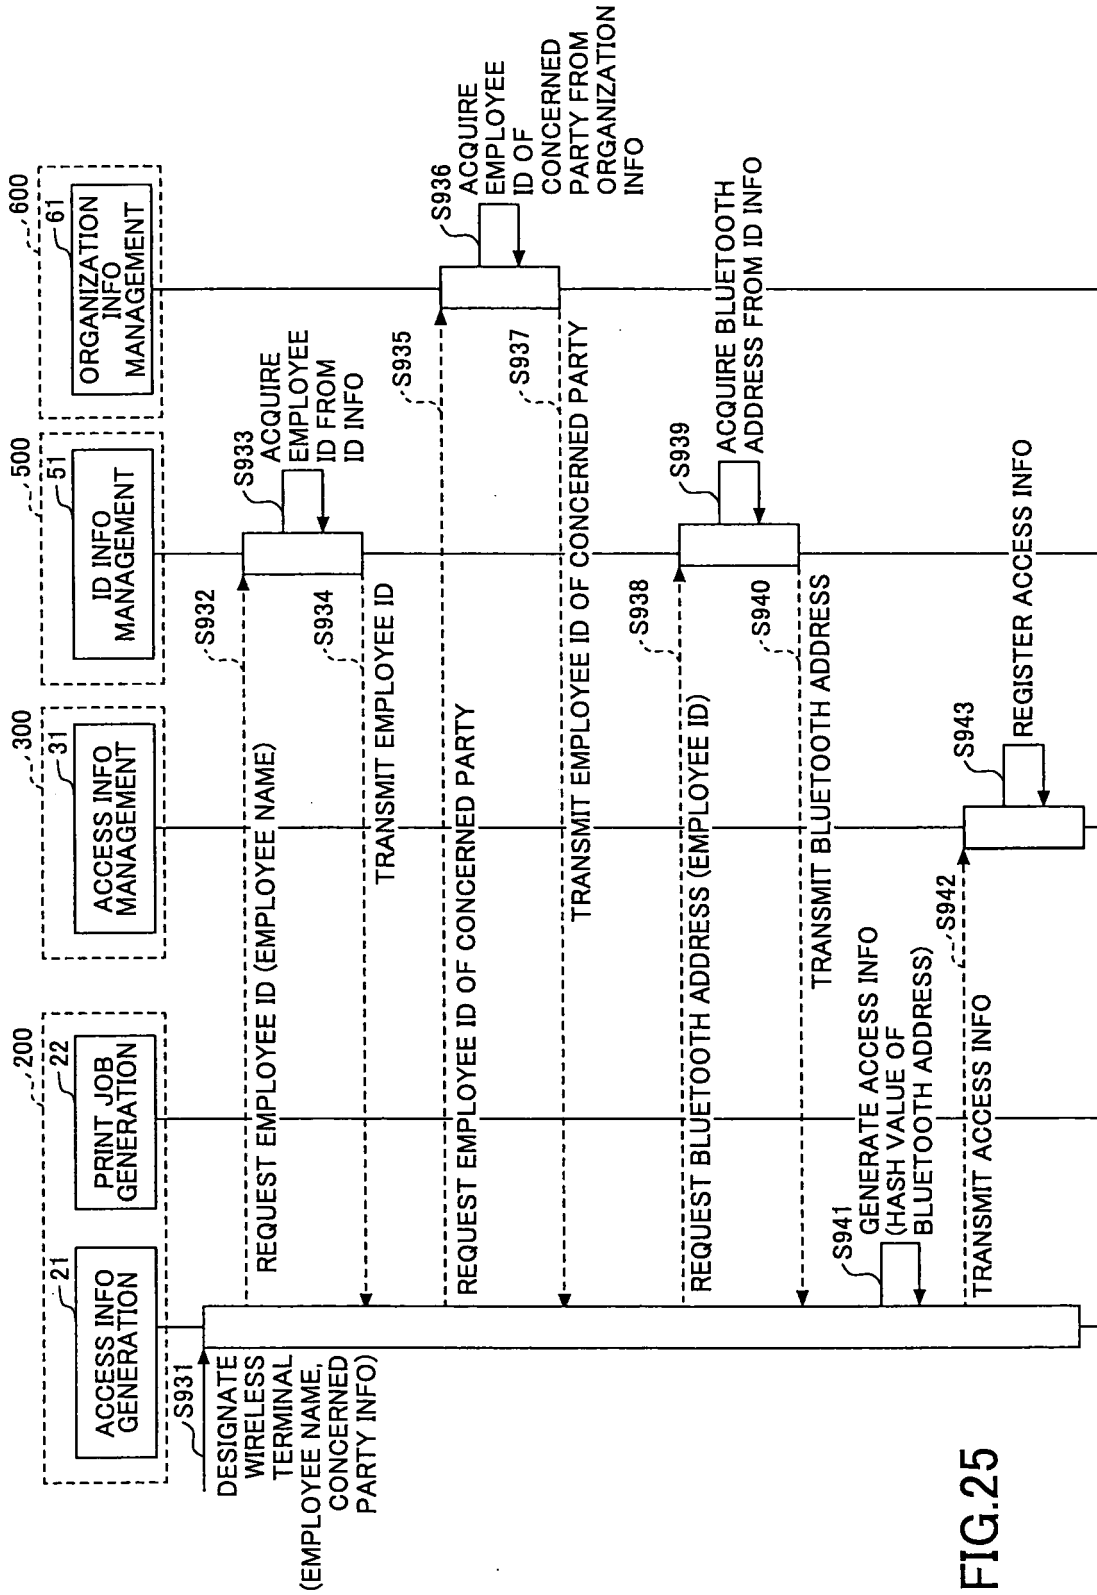 200
21
ACCESS INFO
GENERATION
22
PRINT JOB
GENERATION
300
31
ACCESS INFO
MANAGEMENT
500
51
ID INFO
MANAGEMENT
600
61
ORGANIZATION
INFO
MANAGEMENT
S931
DESIGNATE
WIRELESS
TERMINAL
(EMPLOYEE NAME,
CONCERNED
PARTY INFO)
S932
REQUEST EMPLOYEE ID (EMPLOYEE NAME)
S933
ACQUIRE
EMPLOYEE
ID FROM
ID INFO
S934
TRANSMIT EMPLOYEE ID
S935
REQUEST EMPLOYEE ID OF CONCERNED PARTY
S936
ACQUIRE
EMPLOYEE
ID OF
CONCERNED
PARTY FROM
ORGANIZATION
INFO
S937
TRANSMIT EMPLOYEE ID OF CONCERNED PARTY
S938
REQUEST BLUETOOTH ADDRESS (EMPLOYEE ID)
S939
ACQUIRE BLUETOOTH
ADDRESS FROM ID INFO
S940
TRANSMIT BLUETOOTH ADDRESS
S941
GENERATE ACCESS INFO
(HASH VALUE OF
BLUETOOTH ADDRESS)
S942
TRANSMIT ACCESS INFO
S943
REGISTER ACCESS INFO
FIG.25